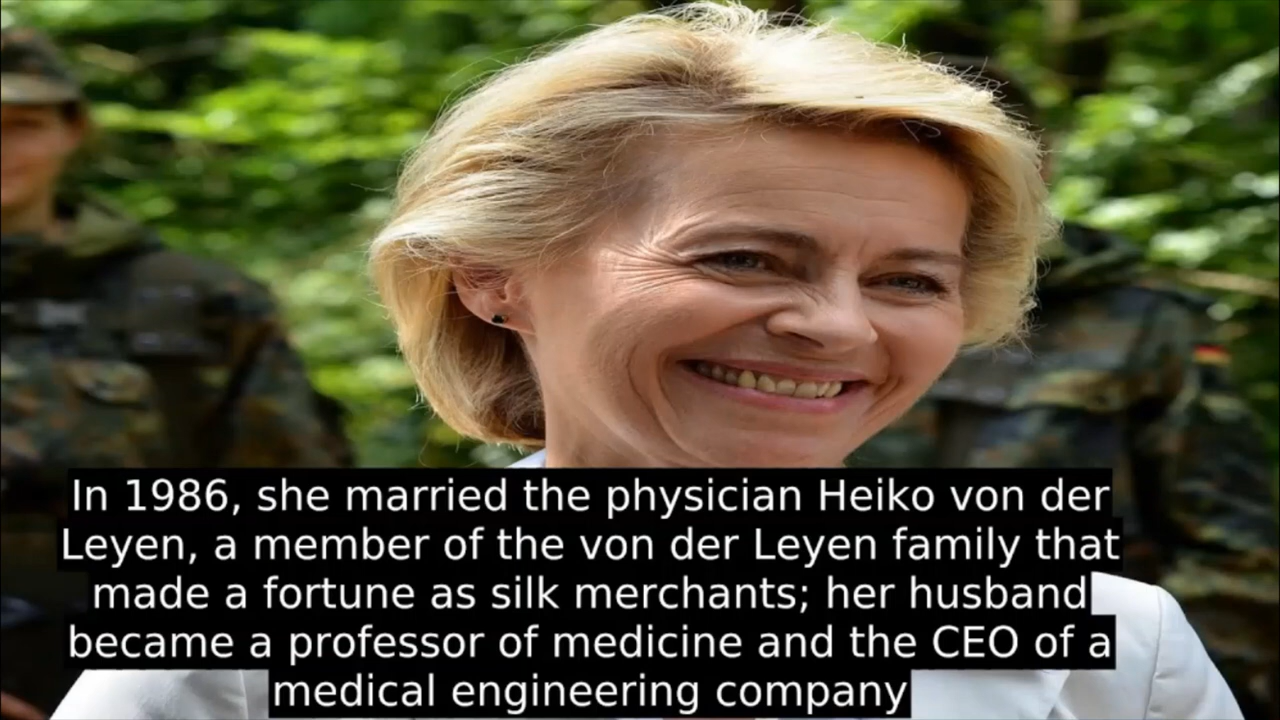 In 1986, she married the physician Heiko von der
Leyen, a member of the von der Leyen family that
made a fortune as silk merchants; her husband
became a professor of medicine and the CEO of a
medical engineering company